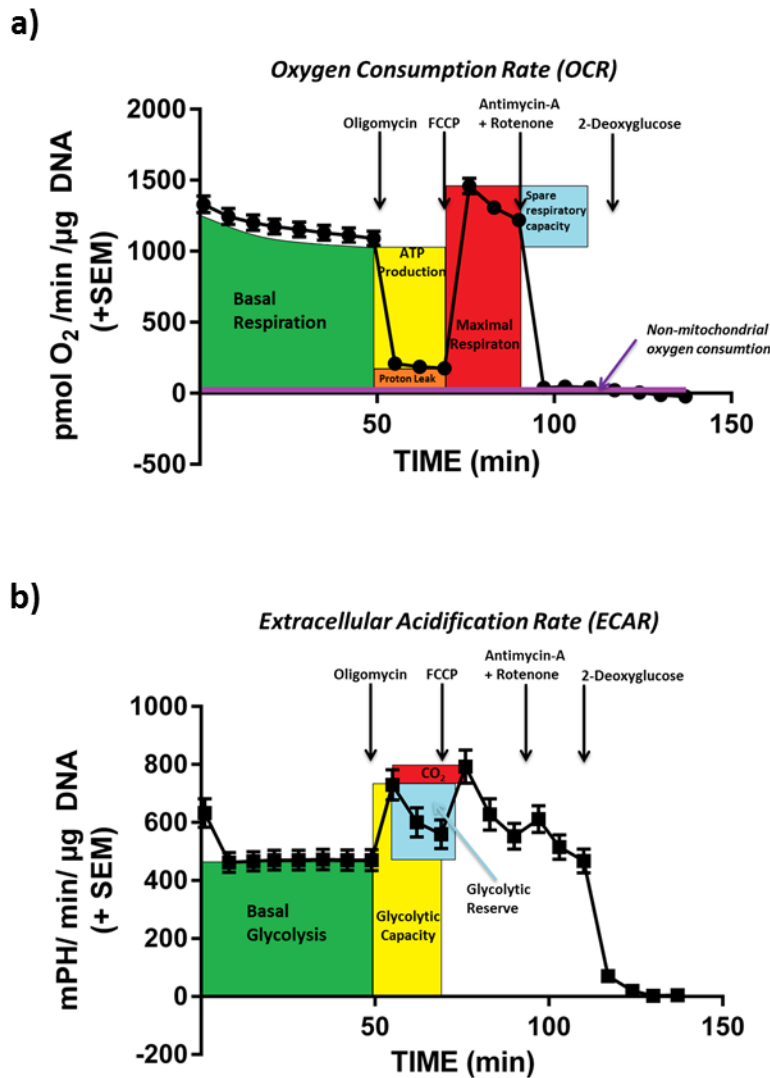 a)
Oxygen Consumption Rate (OCR)
pmol O₂ /min /µg DNA
(+SEM)
2000
1500
1000
500
0
-500
Oligomycin
FCCP
Antimycin-A
+ Rotenone
2-Deoxyglucose
Basal
Respiration
ATP
Production
Proton Leak
Maximal
Respiraton
Spare
respiratory
capacity
Non-mitochondrial
oxygen consumtion
50
100
150
TIME (min)
b)
Extracellular Acidification Rate (ECAR)
mPH/ min/ µg DNA
(+ SEM)
1000
800
600
400
200
0
-200
Oligomycin
FCCP
Antimycin-A
+ Rotenone
2-Deoxyglucose
CO₂
Basal
Glycolysis
Glycolytic
Capacity
Glycolytic
Reserve
50
100
150
TIME (min)